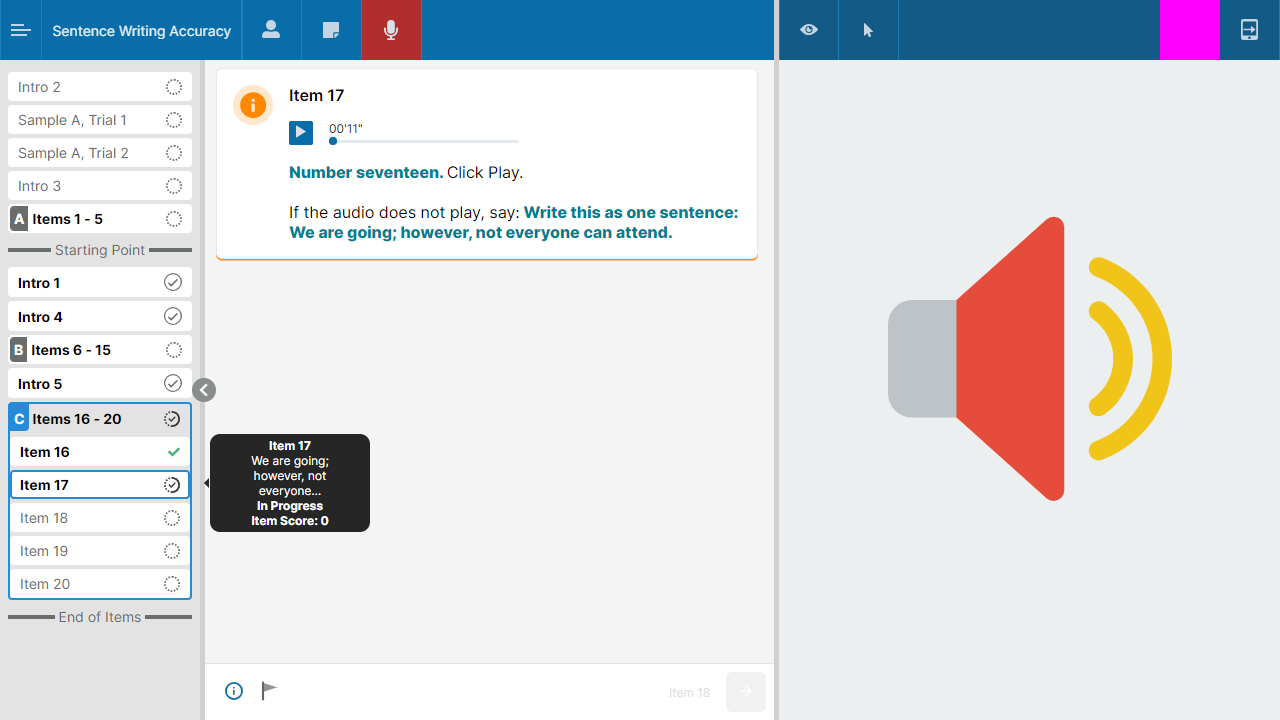 Sentence Writing Accuracy
Intro 2
Sample A, Trial 1
Sample A, Trial 2
Intro 3
A Items 1 - 5
Starting Point
Intro 1
Intro 4
B Items 6 - 15
Intro 5
C Items 16 - 20
Item 16
Item 17
Item 18
Item 19
Item 20
End of Items
Item 17
00'11"
Number seventeen. Click Play.
If the audio does not play, say: Write this as one sentence:
We are going; however, not everyone can attend.
Item 17
We are going;
however, not
everyone...
In Progress
Item Score: 0
Item 18